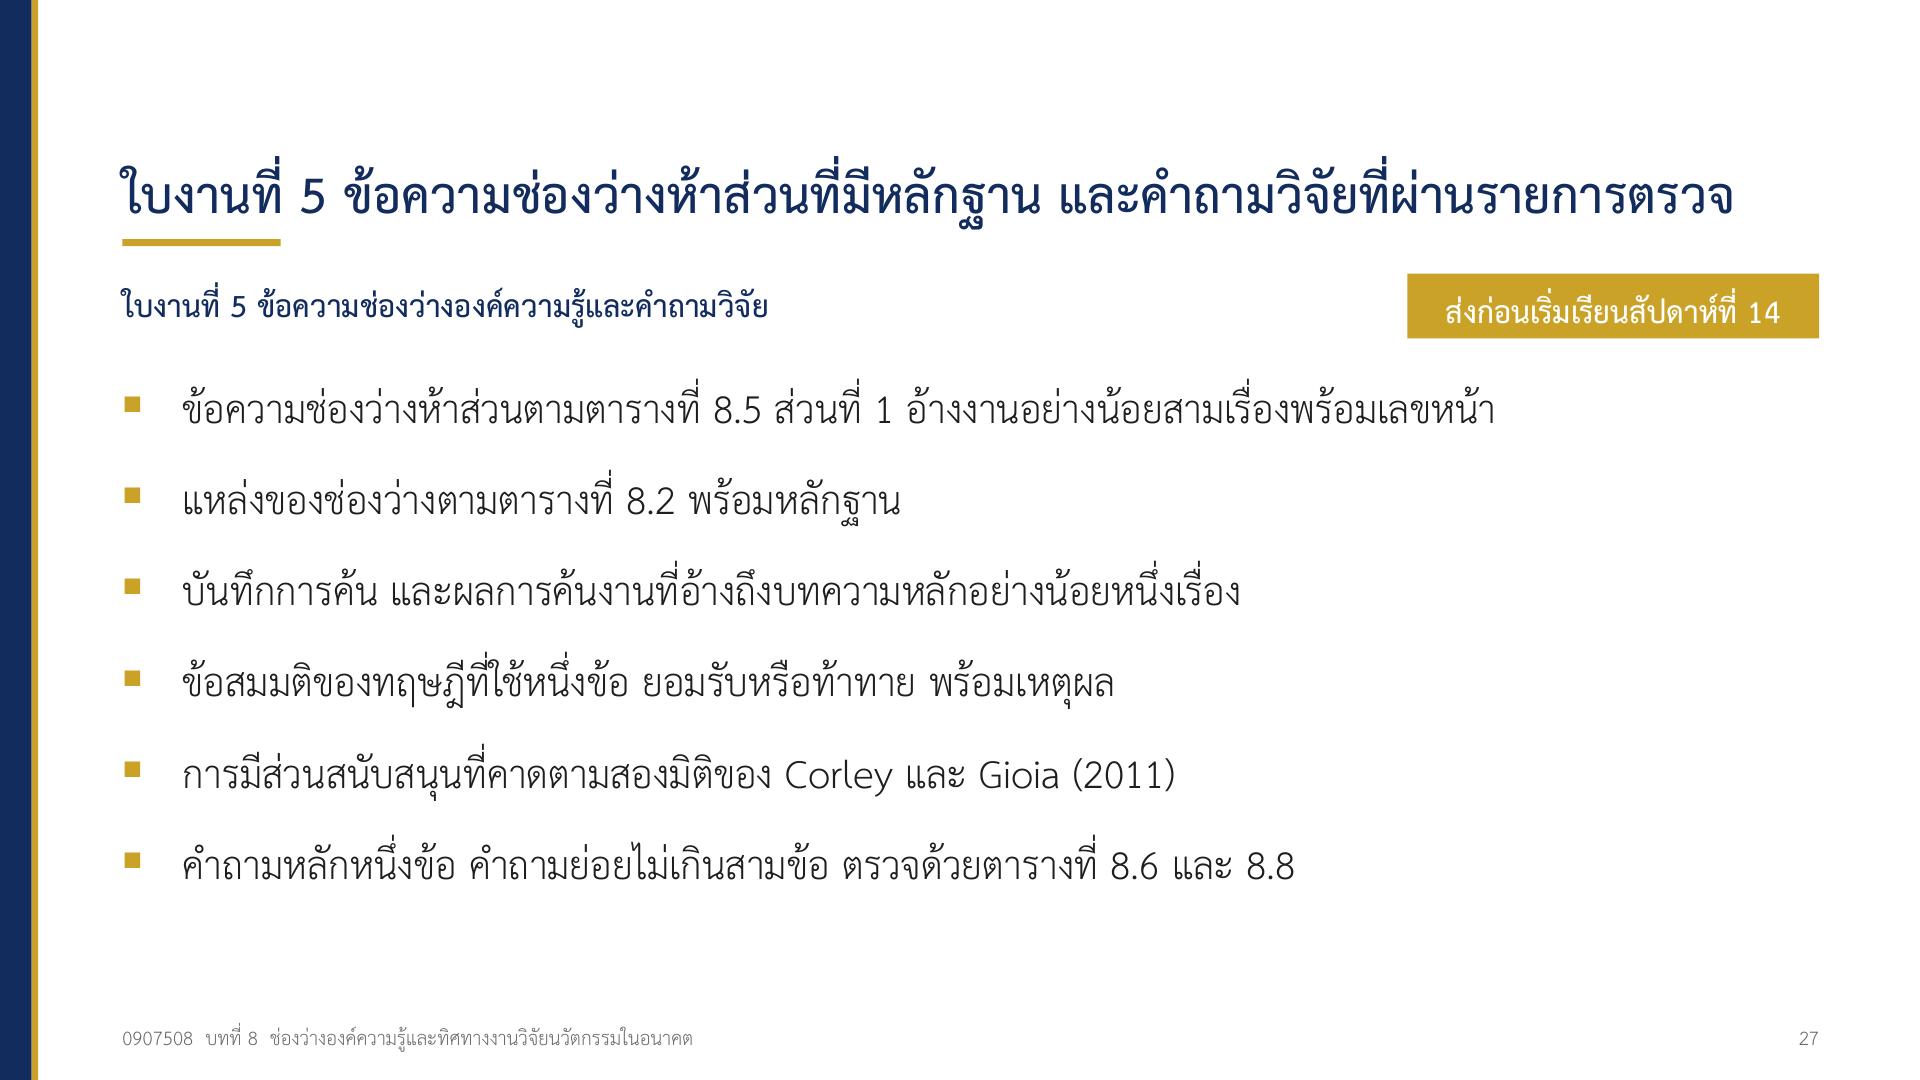 ใบงานที่ 5 ข้อความช่องว่างห้าส่วนที่มีหลักฐาน และคำถามวิจัยที่ผ่านรายการตรวจ
ใบงานที่ 5 ข้อความช่องว่างองค์ความรู้และคำถามวิจัย
ส่งก่อนเริ่มเรียนสัปดาห์ที่ 14
ข้อความช่องว่างห้าส่วนตามตารางที่ 8.5 ส่วนที่ 1 อ้างงานอย่างน้อยสามเรื่องพร้อมเลขหน้า
แหล่งของช่องว่างตามตารางที่ 8.2 พร้อมหลักฐาน
บันทึกการค้น และผลการค้นงานที่อ้างถึงบทความหลักอย่างน้อยหนึ่งเรื่อง
ข้อสมมติของทฤษฎีที่ใช้หนึ่งข้อ ยอมรับหรือท้าทาย พร้อมเหตุผล
การมีส่วนสนับสนุนที่คาดตามสองมิติของ Corley และ Gioia (2011)
คำถามหลักหนึ่งข้อ คำถามย่อยไม่เกินสามข้อ ตรวจด้วยตารางที่ 8.6 และ 8.8
0907508 บทที่ 8 ช่องว่างองค์ความรู้และทิศทางงานวิจัยนวัตกรรมในอนาคต
27